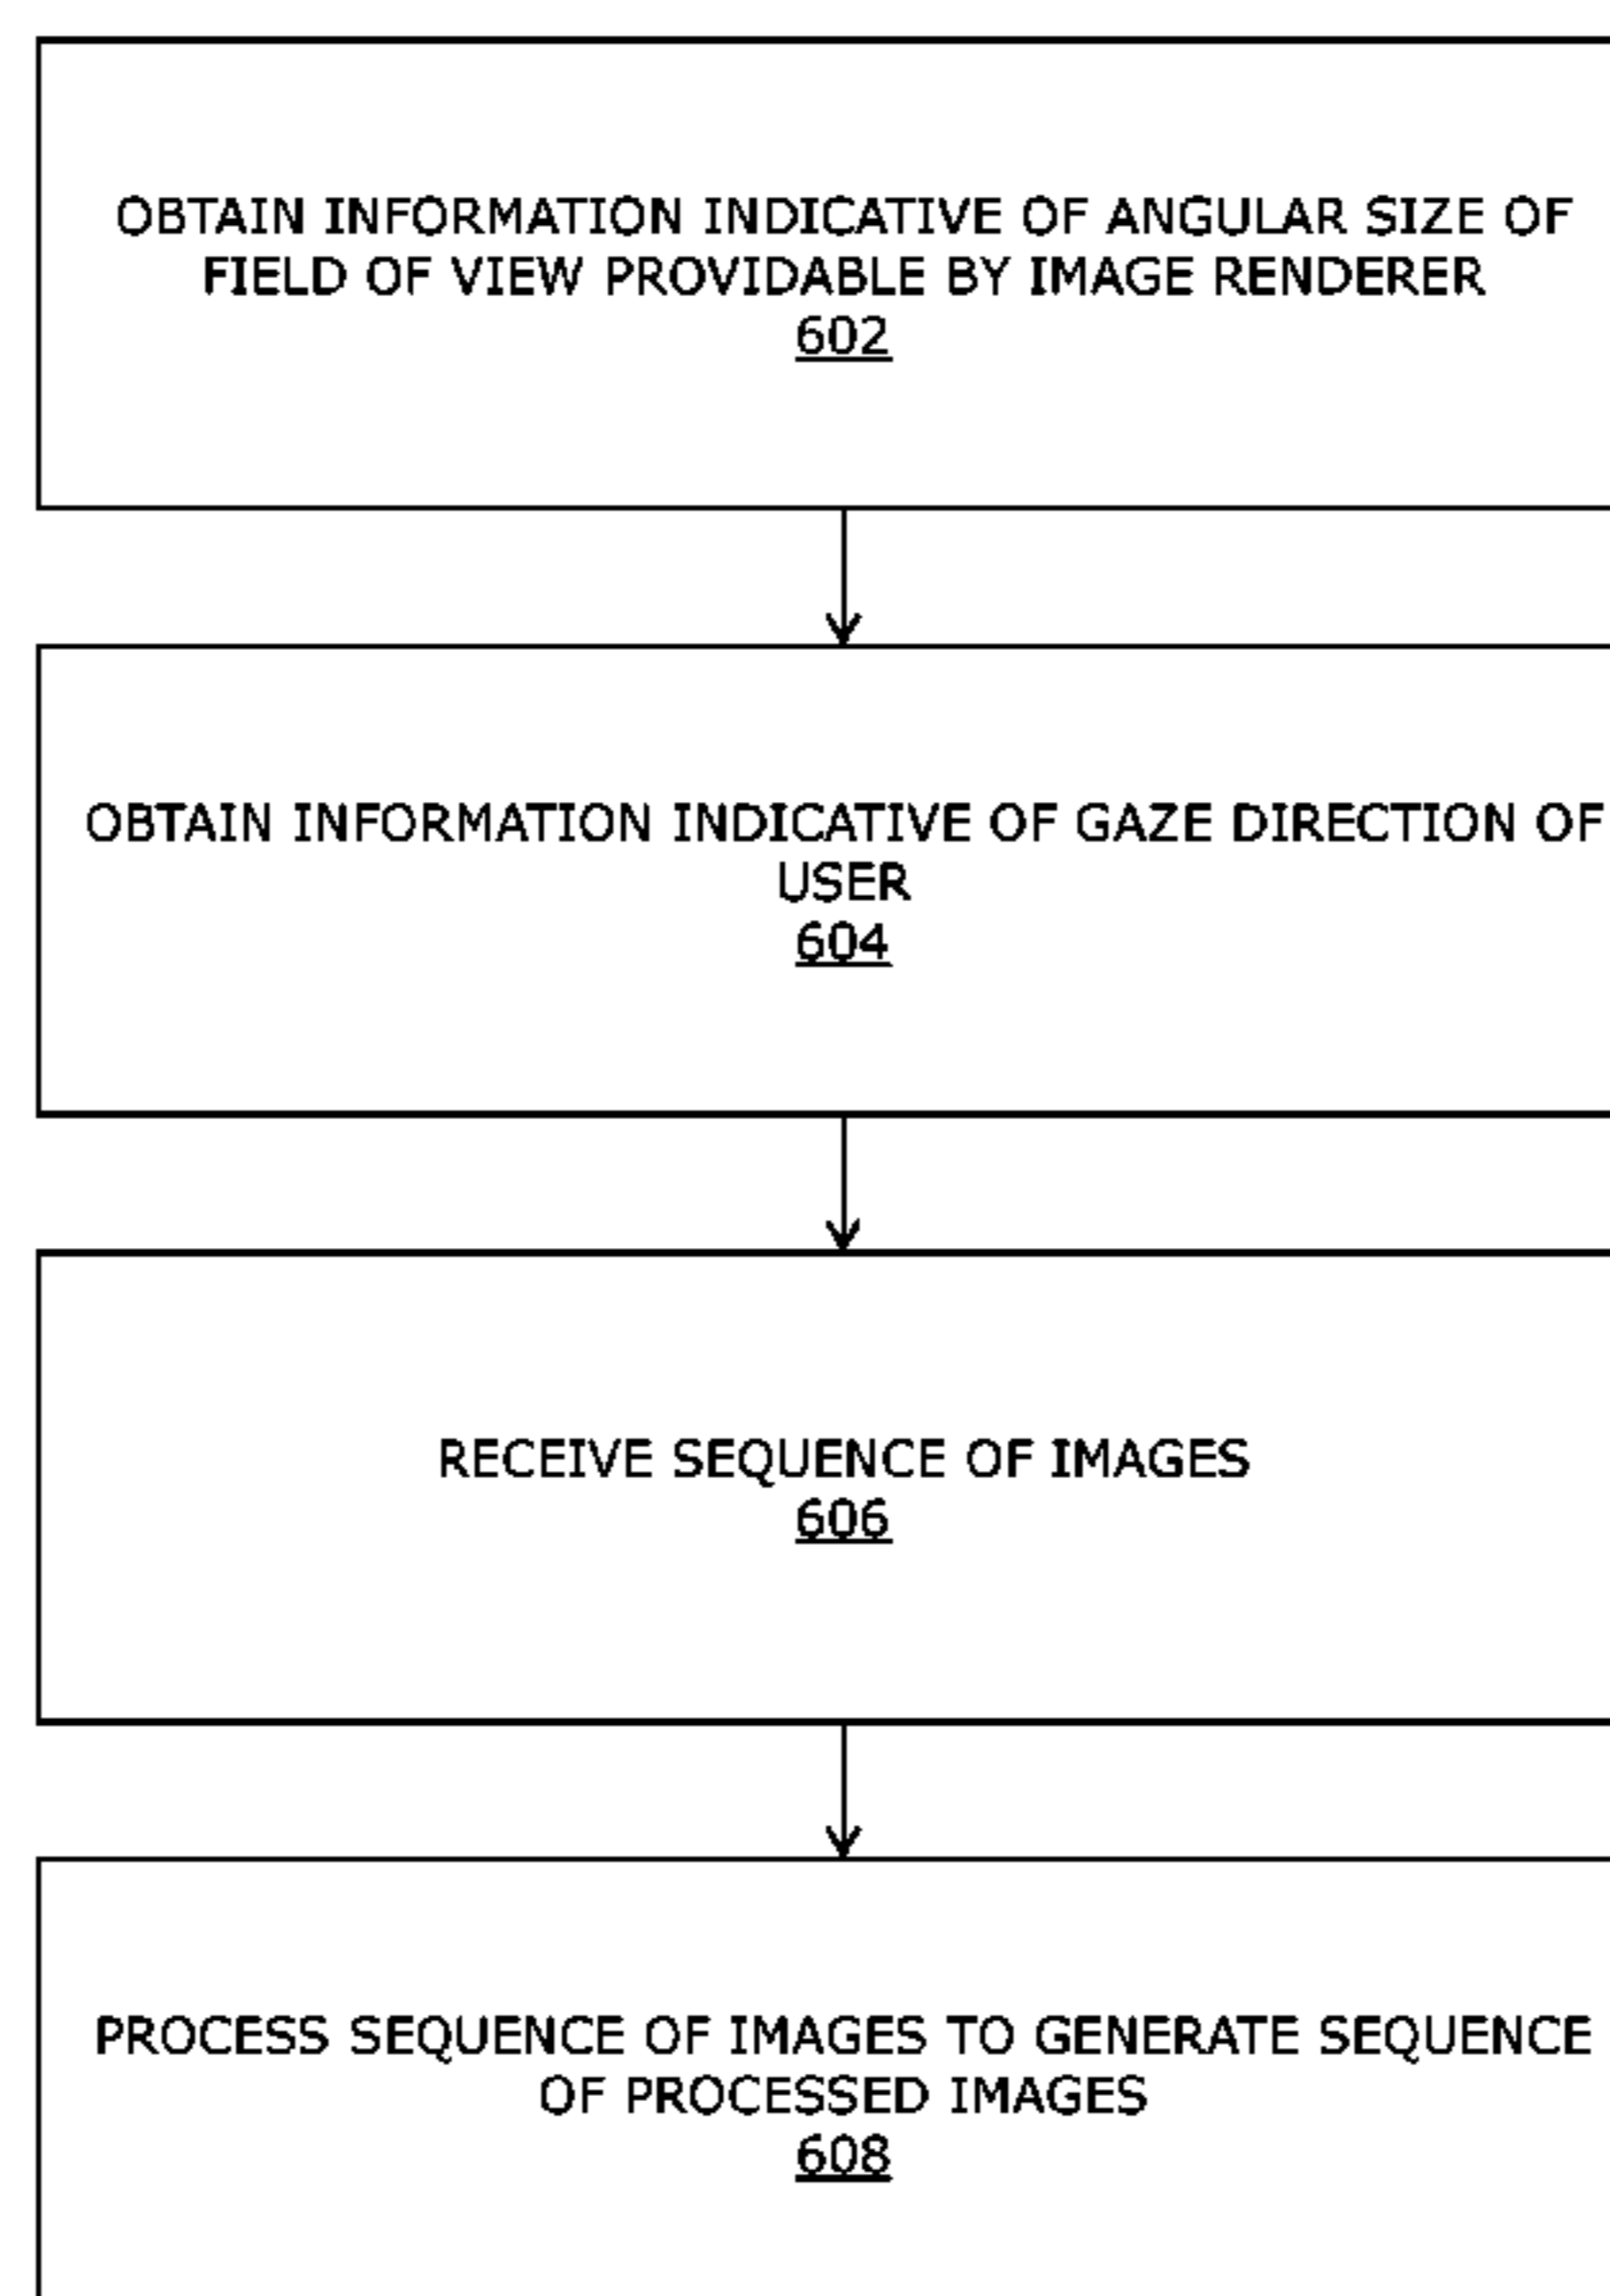 OBTAIN INFORMATION INDICATIVE OF ANGULAR SIZE OF
FIELD OF VIEW PROVIDABLE BY IMAGE RENDERER
602
OBTAIN INFORMATION INDICATIVE OF GAZE DIRECTION OF
USER
604
RECEIVE SEQUENCE OF IMAGES
606
PROCESS SEQUENCE OF IMAGES TO GENERATE SEQUENCE
OF PROCESSED IMAGES
608